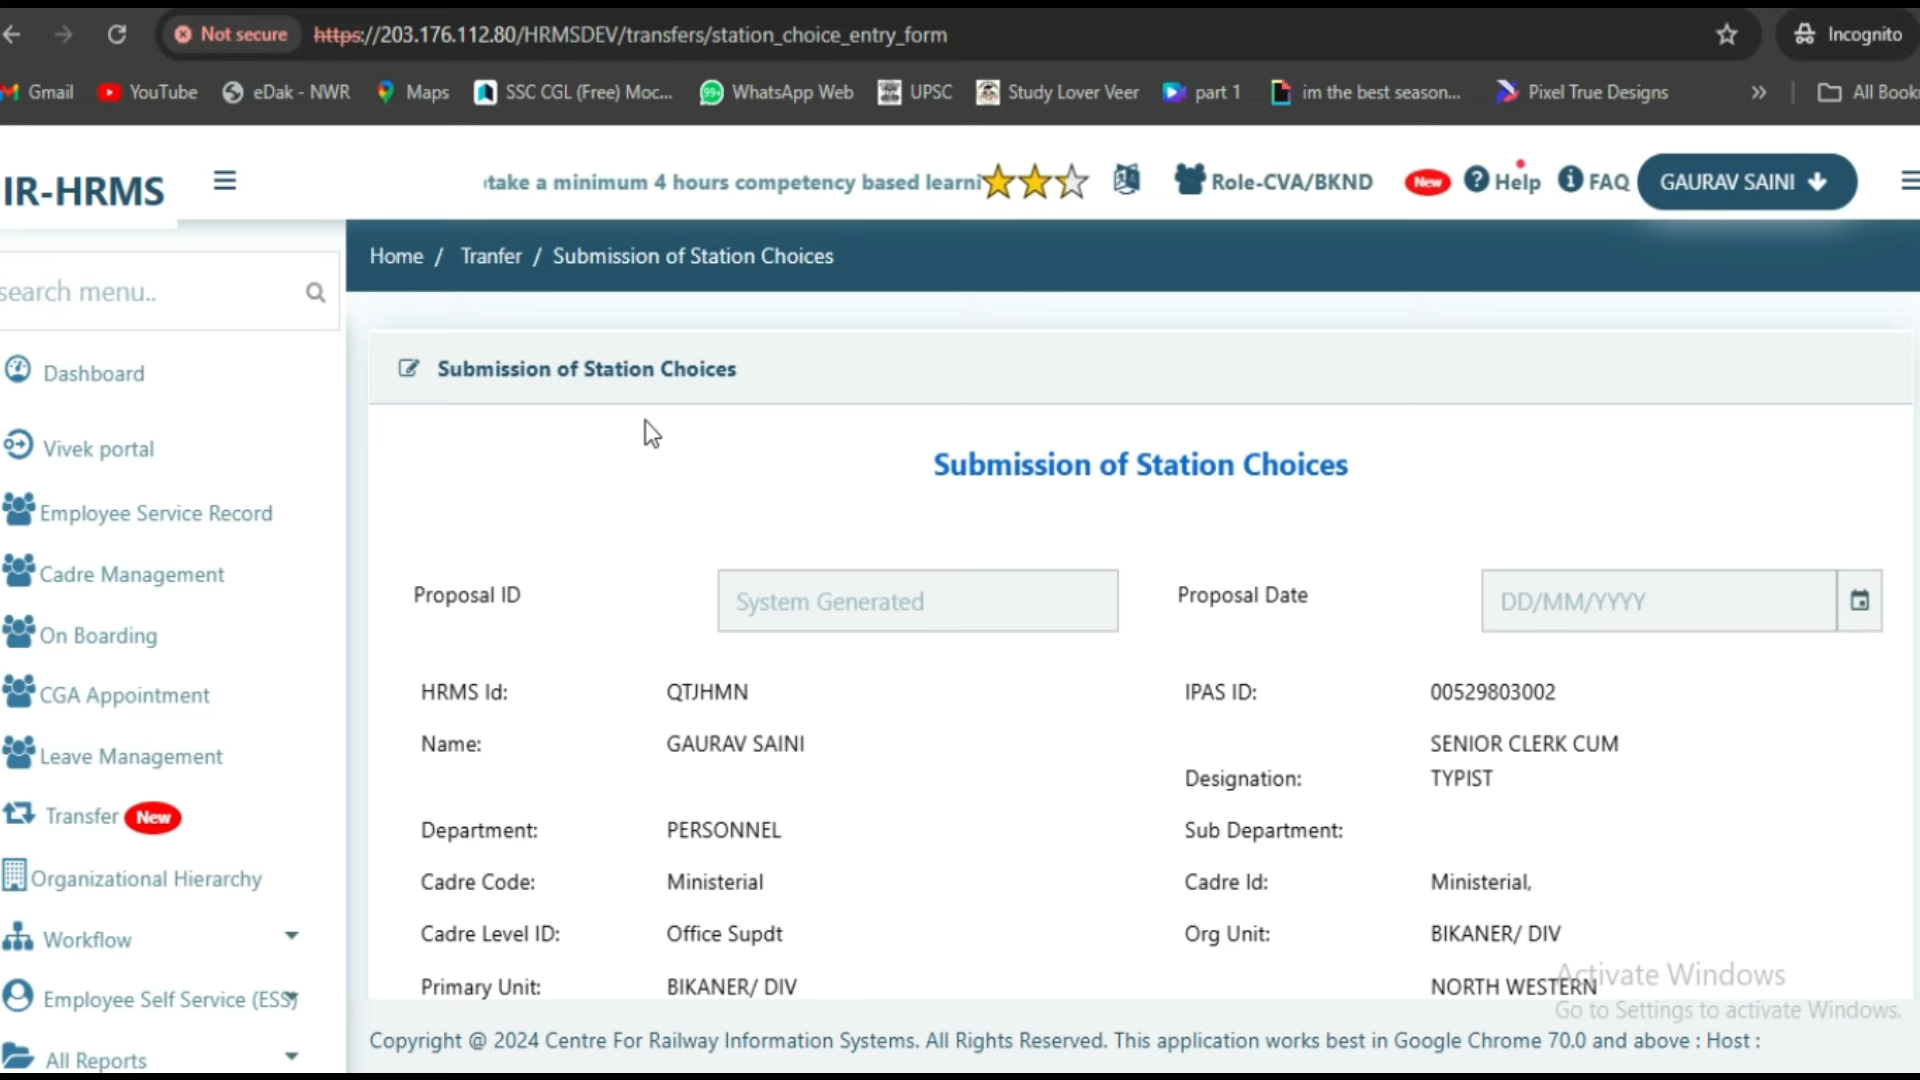 Not secure https://203.176.112.80/HRMSDEV/transfers/station_choice_entry_form Incognito
Gmail YouTube eDak - NWR Maps SSC CGL (Free) Moc... WhatsApp Web UPSC Study Lover Veer part 1 im the best season... Pixel True Designs » All Book
IR-HRMS take a minimum 4 hours competency based learni Role-CVA/BKND New Help FAQ GAURAV SAINI
Home / Tranfer / Submission of Station Choices
search menu..
Submission of Station Choices
Dashboard
Vivek portal
Employee Service Record
Cadre Management
On Boarding
CGA Appointment
Leave Management
Transfer New
Organizational Hierarchy
Workflow
Employee Self Service (ESS)
All Reports
Submission of Station Choices
Proposal ID System Generated Proposal Date DD/MM/YYYY
HRMS Id: QTJHMN IPAS ID: 00529803002
Name: GAURAV SAINI Designation: SENIOR CLERK CUM
TYPIST
Department: PERSONNEL Sub Department:
Cadre Code: Ministerial Cadre Id: Ministerial,
Cadre Level ID: Office Supdt Org Unit: BIKANER/ DIV
Primary Unit: BIKANER/ DIV NORTH WESTERN
Activate Windows
Go to Settings to activate Windows.
Copyright @ 2024 Centre For Railway Information Systems. All Rights Reserved. This application works best in Google Chrome 70.0 and above : Host :